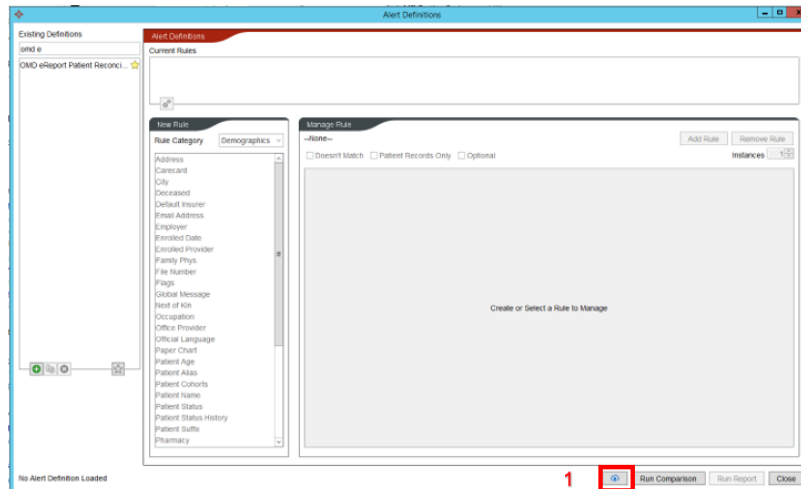 Alert Definitions
Existing Definitions
omd e
OMD eReport Patient Reconci...
Alert Definitions
Current Rules
New Rule
Rule Category
Demographics
Address
Carecard
City
Deceased
Default Insurer
Email Address
Employer
Enrolled Date
Enrolled Provider
Family Phys
File Number
Flags
Global Message
Next of Kin
Occupation
Office Provider
Official Language
Paper Chart
Patient Age
Patient Alias
Patient Cohorts
Patient Name
Patient Status
Patient Status History
Patient Suffix
Pharmacy
Manage Rule
--None--
Add Rule
Remove Rule
Doesn't Match
Patient Records Only
Optional
Instances
1
Create or Select a Rule to Manage
No Alert Definition Loaded
1
Run Comparison
Run Report
Close